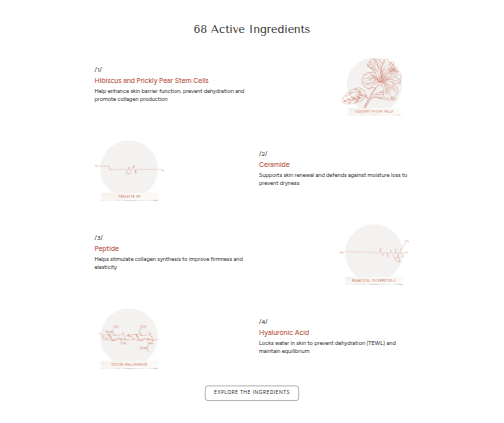 68 Active Ingredients
/1/
Hibiscus and Prickly Pear Stem Cells
Help enhance skin barrier function, prevent dehydration and
promote collagen production
/2/
Ceramide
Supports skin renewal and defends against moisture loss to
prevent dryness
/3/
Peptide
Helps stimulate collagen synthesis to improve firmness and
elasticity
/4/
Hyaluronic Acid
Locks water in skin to prevent dehydration (TEWL) and
maintain equilibrium
EXPLORE THE INGREDIENTS